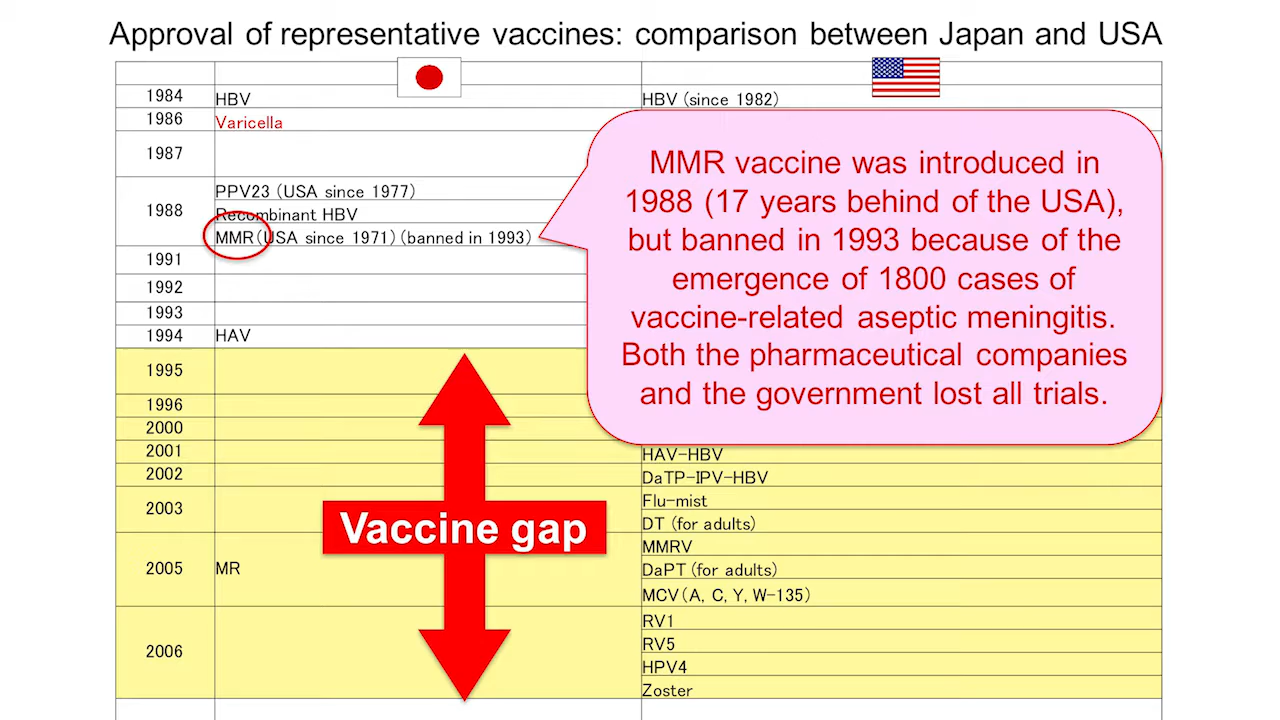 Approval of representative vaccines: comparison between Japan and USA
1984 HBV HBV (since 1982)
1986 Varicella
1987
1988 PPV23 (USA since 1977)
Recombinant HBV
MMR (USA since 1971) (banned in 1993)
MMR vaccine was introduced in
1988 (17 years behind of the USA),
but banned in 1993 because of the
emergence of 1800 cases of
vaccine-related aseptic meningitis.
Both the pharmaceutical companies
and the government lost all trials.
1991
1992
1993
1994 HAV
1995
1996
2000
2001 HAV-HBV
2002 DaTP-IPV-HBV
2003 Flu-mist
DT (for adults)
Vaccine gap
2005 MR MMRV
DaPT (for adults)
MCV (A, C, Y, W-135)
2006 RV1
RV5
HPV4
Zoster